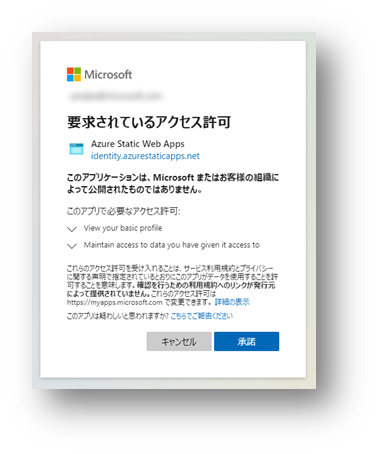 Microsoft
要求されているアクセス許可
Azure Static Web Apps
identity.azurestaticapps.net
このアプリケーションは、Microsoft またはお客様の組織に
よって公開されたものではありません。
このアプリで必要なアクセス許可:
View your basic profile
Maintain access to data you have given it access to
これらのアクセス許可を受け入れることは、サービス利用規約とプライバシー
に関する声明で指定されているとおりにこのアプリがデータを使用することを許
可することを意味します。確認を行うための利用規約へのリンクが発行元
によって提供されていません。これらのアクセス許可は
https://myapps.microsoft.com で変更できます。詳細の表示
このアプリは疑わしいと思われますか? こちらでご報告ください
キャンセル
承諾